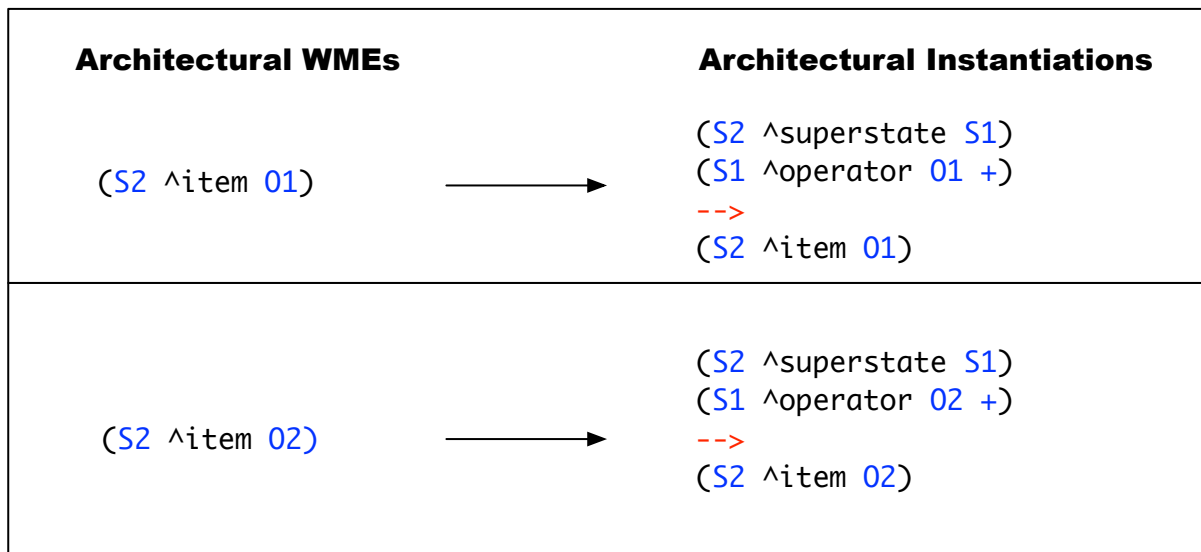 Architectural WMEs
Architectural Instantiations
(S2 ^item O1)
(S2 ^superstate S1)
(S1 ^operator O1 +)
-->
(S2 ^item O1)
(S2 ^item O2)
(S2 ^superstate S1)
(S1 ^operator O2 +)
-->
(S2 ^item O2)